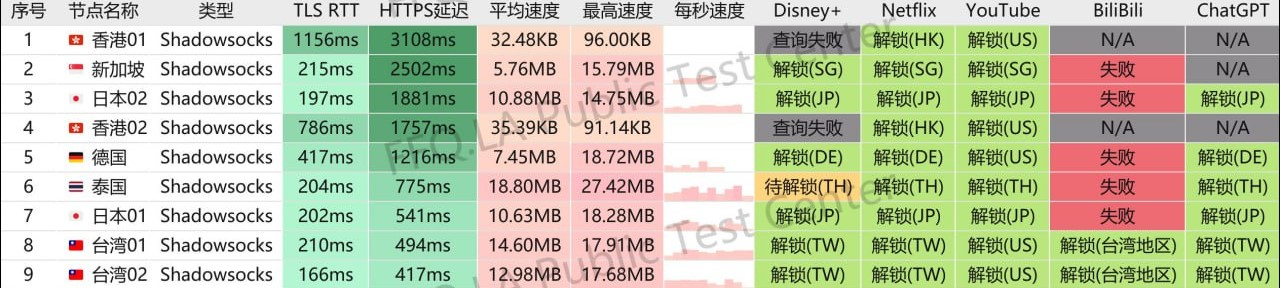 序号 节点名称 类型 TLS RTT HTTPS延迟 平均速度 最高速度 每秒速度 Disney+ Netflix YouTube BiliBili ChatGPT
1 香港01 Shadowsocks 1156ms 3108ms 32.48KB 96.00KB 查询失败 解锁(HK) 解锁(US) N/A N/A
2 新加坡 Shadowsocks 215ms 2502ms 5.76MB 15.79MB 解锁(SG) 解锁(SG) 解锁(SG) 失败 N/A
3 日本02 Shadowsocks 197ms 1881ms 10.88MB 14.75MB 解锁(JP) 解锁(JP) 解锁(JP) 失败 解锁(JP)
4 香港02 Shadowsocks 786ms 1757ms 35.39KB 91.14KB 查询失败 解锁(HK) 解锁(US) N/A N/A
5 德国 Shadowsocks 417ms 1216ms 7.45MB 18.72MB 解锁(DE) 解锁(DE) 解锁(US) 失败 解锁(DE)
6 泰国 Shadowsocks 204ms 775ms 18.80MB 27.42MB 待解锁(TH) 解锁(TH) 解锁(TH) 失败 解锁(TH)
7 日本01 Shadowsocks 202ms 541ms 10.63MB 18.28MB 解锁(JP) 解锁(JP) 解锁(JP) 失败 解锁(JP)
8 台湾01 Shadowsocks 210ms 494ms 14.60MB 17.91MB 解锁(TW) 解锁(TW) 解锁(US) 解锁(台湾地区) 解锁(TW)
9 台湾02 Shadowsocks 166ms 417ms 12.98MB 17.68MB 解锁(TW) 解锁(TW) 解锁(US) 解锁(台湾地区) 解锁(TW)
FFQ.LA Public Test Center